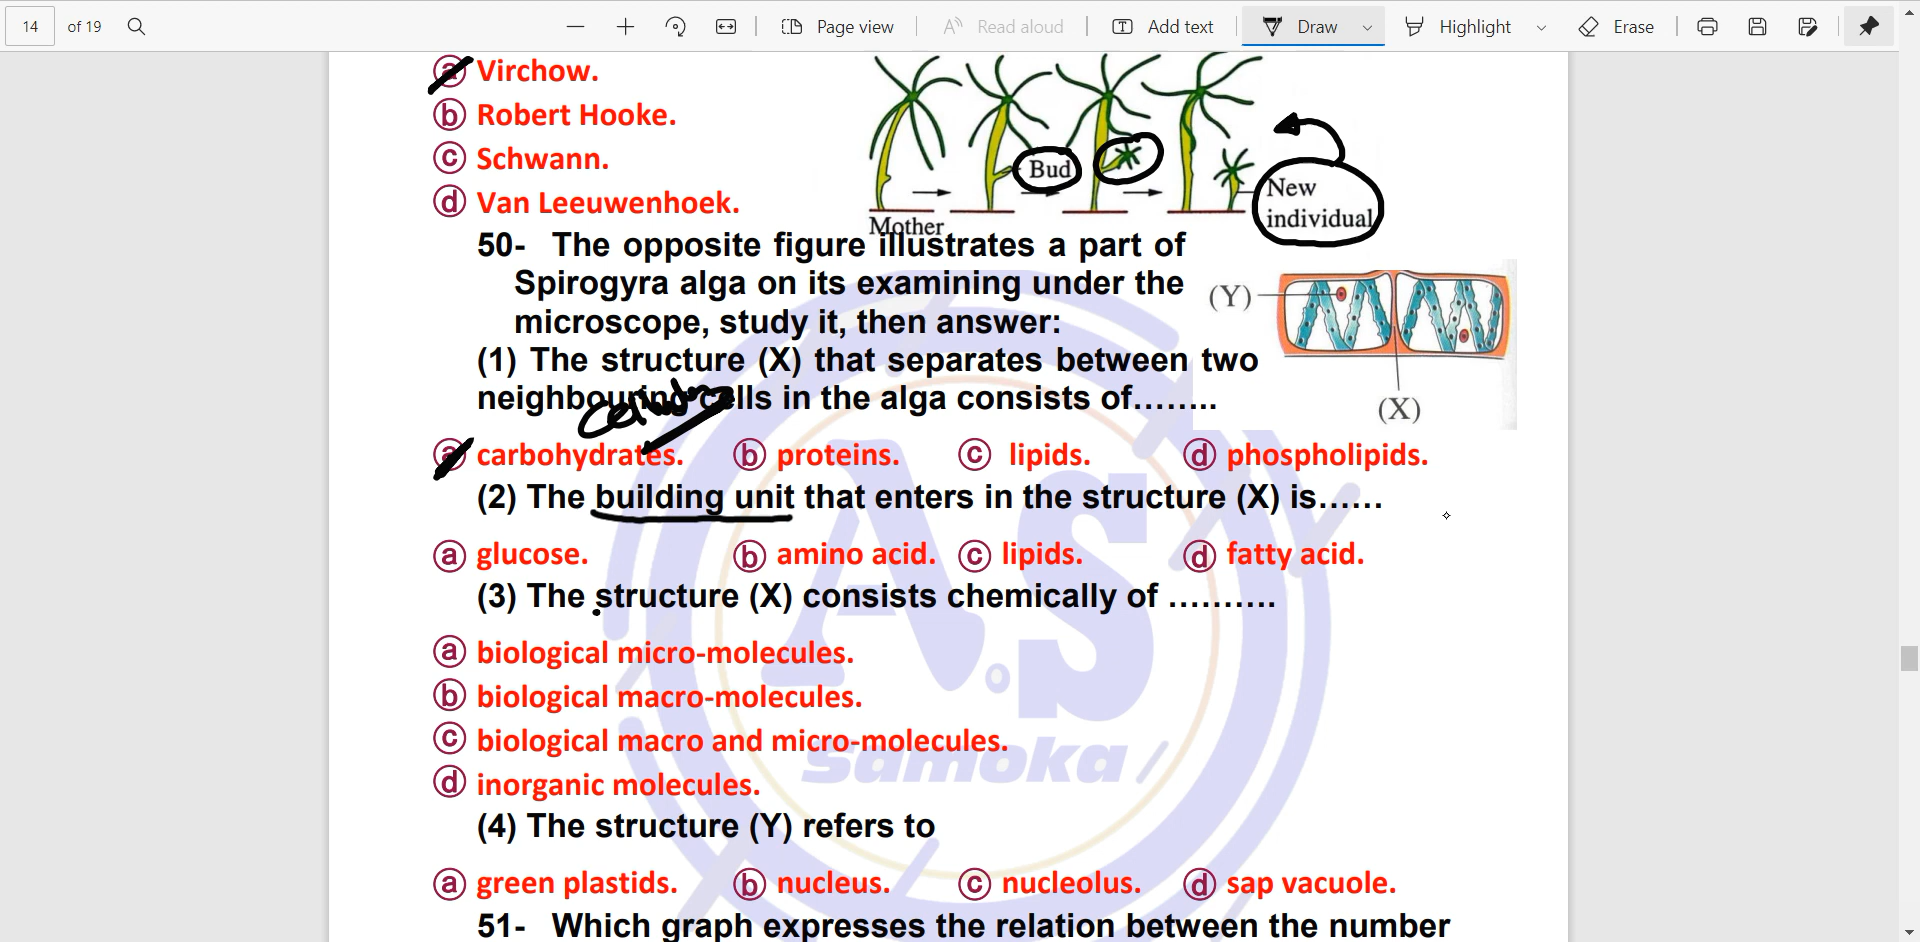 14 of 19 Page view Read aloud Add text Draw Highlight Erase
ⓐ Virchow.
ⓑ Robert Hooke.
ⓒ Schwann.
ⓓ Van Leeuwenhoek.
Bud
New
individual
Mother
50- The opposite figure illustrates a part of
Spirogyra alga on its examining under the
microscope, study it, then answer:
(Y)
(X)
(1) The structure (X) that separates between two
neighbouring cells in the alga consists of........
ⓐ carbohydrates. ⓑ proteins. ⓒ lipids. ⓓ phospholipids.
(2) The building unit that enters in the structure (X) is......
ⓐ glucose. ⓑ amino acid. ⓒ lipids. ⓓ fatty acid.
(3) The structure (X) consists chemically of ..........
ⓐ biological micro-molecules.
ⓑ biological macro-molecules.
ⓒ biological macro and micro-molecules.
ⓓ inorganic molecules.
(4) The structure (Y) refers to
ⓐ green plastids. ⓑ nucleus. ⓒ nucleolus. ⓓ sap vacuole.
51- Which graph expresses the relation between the number
A.S
samoka